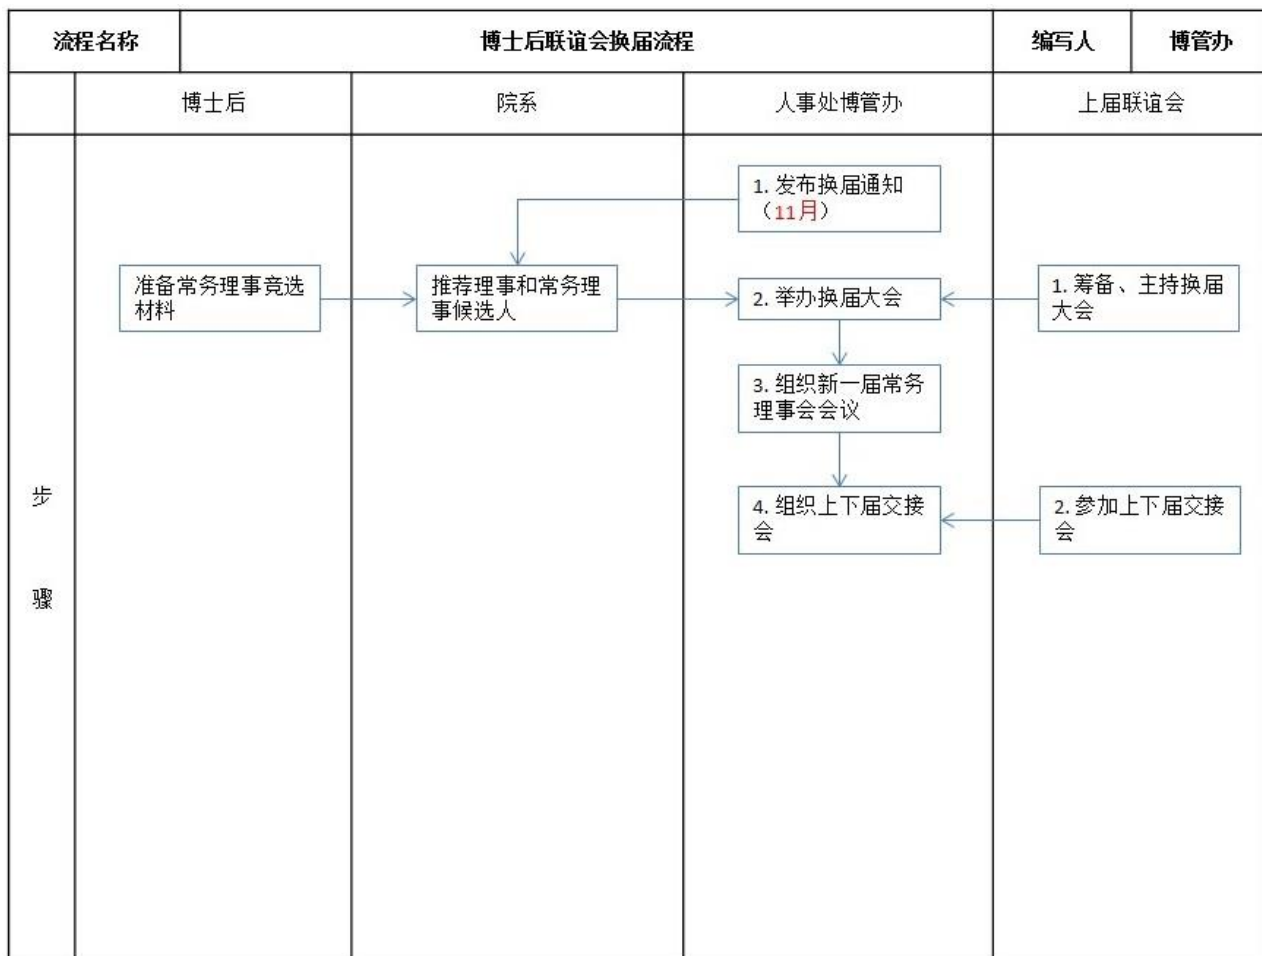 流程名称
博士后联谊会换届流程
编写人
博管办
博士后
院系
人事处博管办
上届联谊会
步
骤
1. 发布换届通知
（11月）
准备常务理事竞选
材料
推荐理事和常务理
事候选人
2. 举办换届大会
1. 筹备、主持换届
大会
3. 组织新一届常务
理事会会议
4. 组织上下届交接
会
2. 参加上下届交接
会